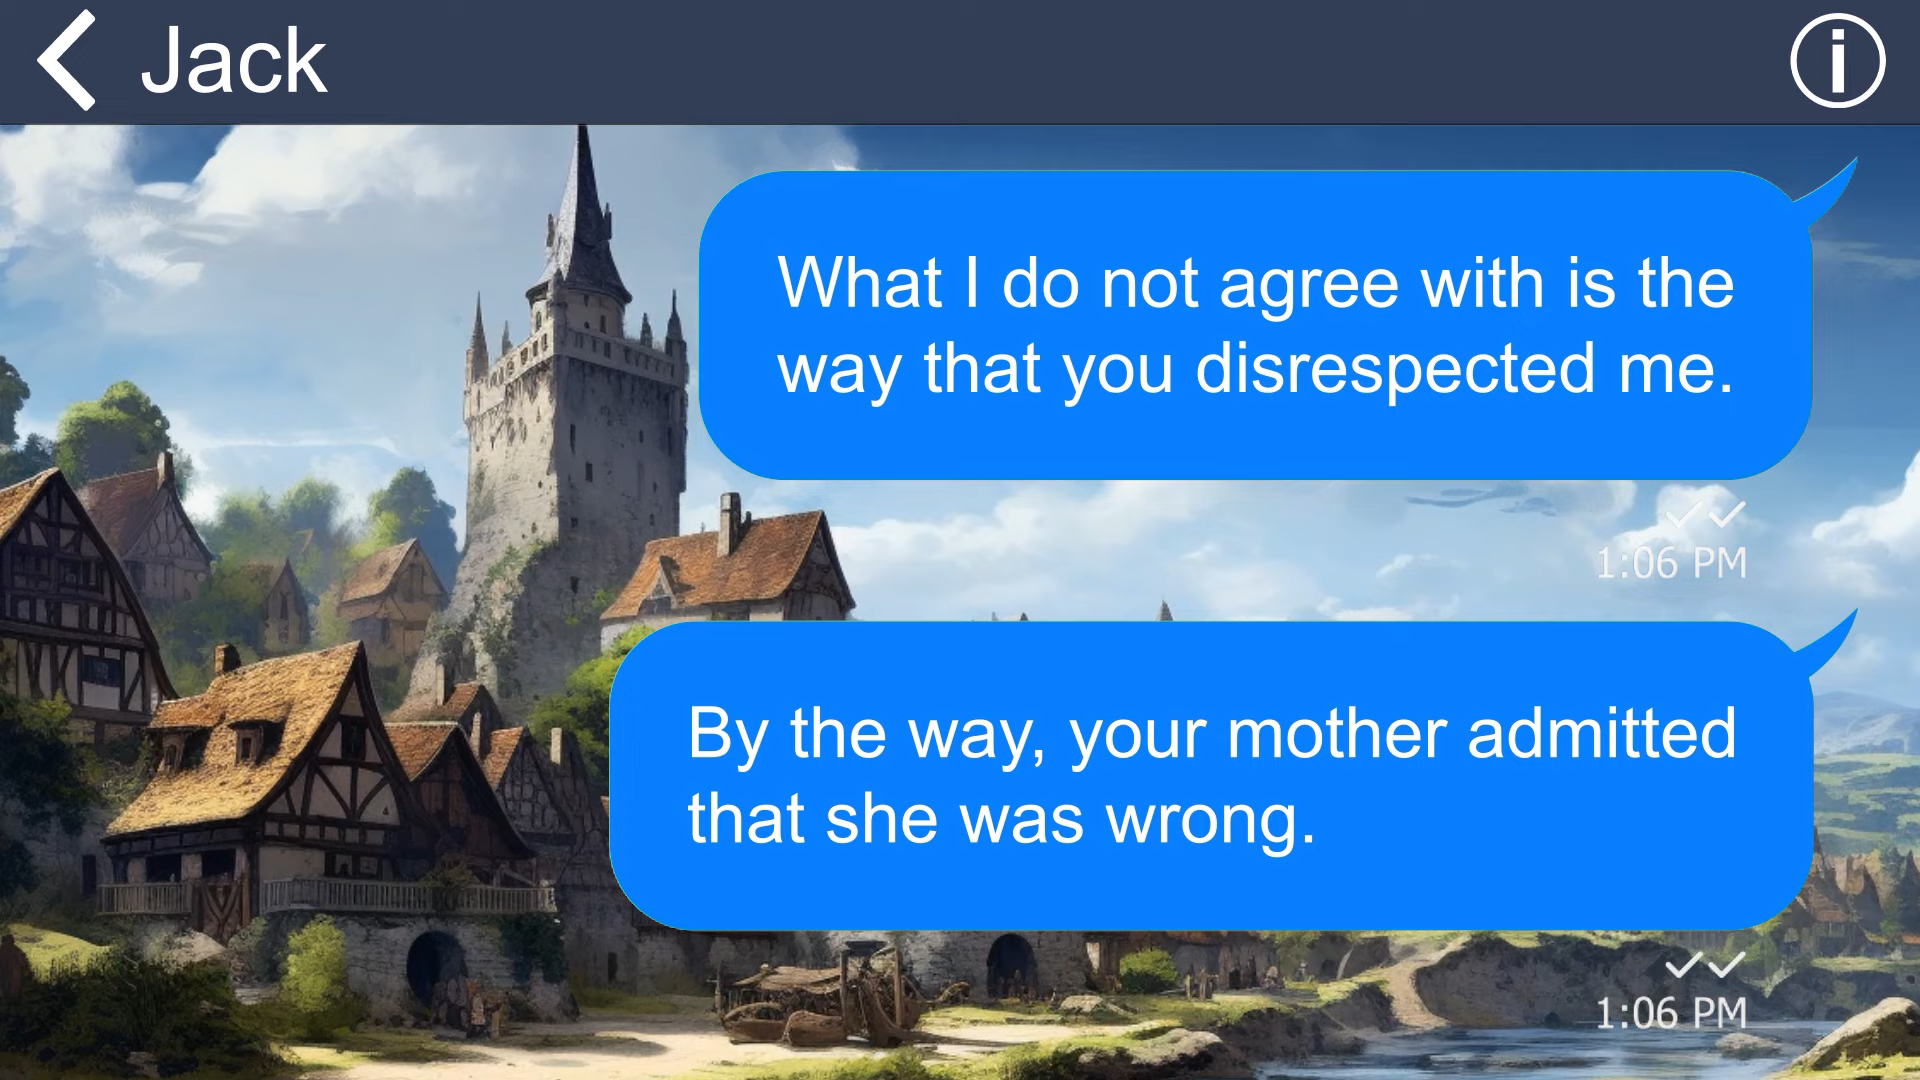 Jack
What I do not agree with is the
way that you disrespected me.
1:06 PM
By the way, your mother admitted
that she was wrong.
1:06 PM